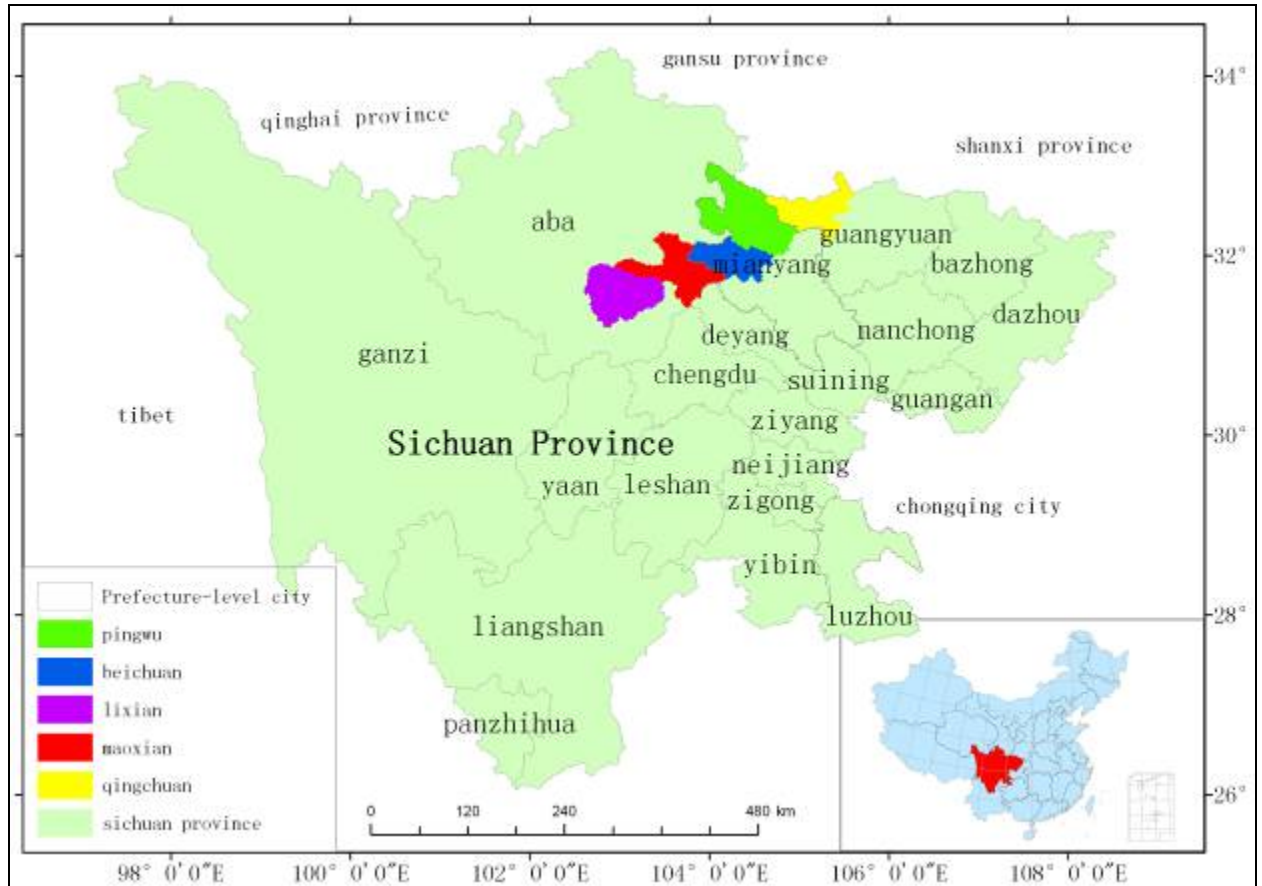 gansu province
34°
qinghai province
shanxi province
aba
guangyuan
32°
mianyang
bazhong
dazhou
nanchong
deyang
ganzi
chengdu
suining
guangan
tibet
ziyang
30°
Sichuan Province
neijiang
yaan
leshan
zigong
chongqing city
yibin
Prefecture-level city
luzhou
28°
pingwu
liangshan
beichuan
lixian
panzhihua
maoxian
qingchuan
26°
sichuan province
0 120 240 480 km
98° 0'0"E 100° 0'0"E 102° 0'0"E 104° 0'0"E 106° 0'0"E 108° 0'0"E